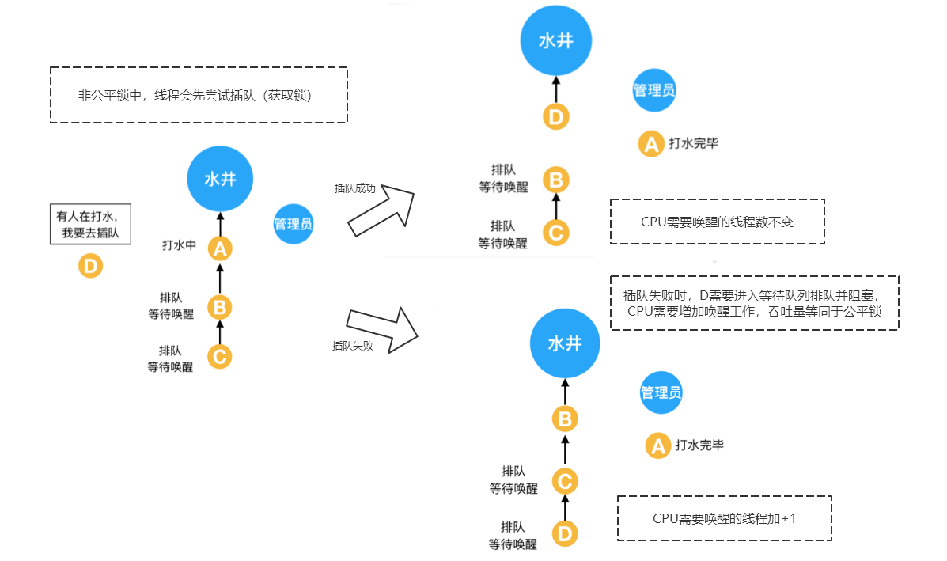 非公平锁中，线程会先尝试插队（获取锁）
水井
有人在打水，
我要去插队
D
管理员
打水中
A
排队
等待唤醒
B
排队
等待唤醒
C
插队成功
插队失败
水井
D
管理员
A
打水完毕
排队
等待唤醒
B
排队
等待唤醒
C
CPU需要唤醒的线程数不变
插队失败时，D需要进入等待队列排队并阻塞，
CPU需要增加唤醒工作，吞吐量等同于公平锁
水井
B
管理员
A
打水完毕
排队
等待唤醒
C
排队
等待唤醒
D
CPU需要唤醒的线程加+1